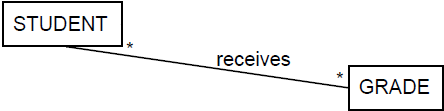 STUDENT
*
receives
*
GRADE